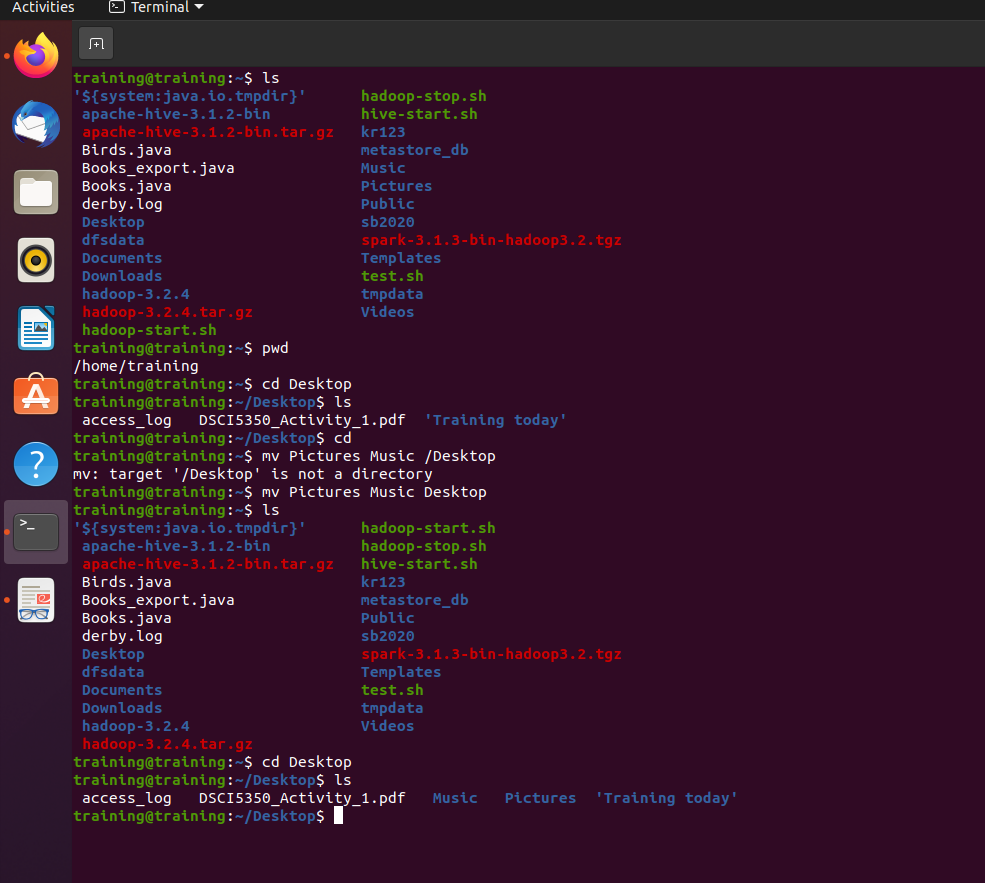 Activities Terminal
training@training:~$ ls
'${system:java.io.tmpdir}' hadoop-stop.sh
apache-hive-3.1.2-bin hive-start.sh
apache-hive-3.1.2-bin.tar.gz kr123
Birds.java metastore_db
Books_export.java Music
Books.java Pictures
derby.log Public
Desktop sb2020
dfsdata spark-3.1.3-bin-hadoop3.2.tgz
Documents Templates
Downloads test.sh
hadoop-3.2.4 tmpdata
hadoop-3.2.4.tar.gz Videos
hadoop-start.sh
training@training:~$ pwd
/home/training
training@training:~$ cd Desktop
training@training:~/Desktop$ ls
access_log DSCI5350_Activity_1.pdf 'Training today'
training@training:~/Desktop$ cd
training@training:~$ mv Pictures Music /Desktop
mv: target '/Desktop' is not a directory
training@training:~$ mv Pictures Music Desktop
training@training:~$ ls
'${system:java.io.tmpdir}' hadoop-start.sh
apache-hive-3.1.2-bin hadoop-stop.sh
apache-hive-3.1.2-bin.tar.gz hive-start.sh
Birds.java kr123
Books_export.java metastore_db
Books.java Public
derby.log sb2020
Desktop spark-3.1.3-bin-hadoop3.2.tgz
dfsdata Templates
Documents test.sh
Downloads tmpdata
hadoop-3.2.4 Videos
hadoop-3.2.4.tar.gz
training@training:~$ cd Desktop
training@training:~/Desktop$ ls
access_log DSCI5350_Activity_1.pdf Music Pictures 'Training today'
training@training:~/Desktop$